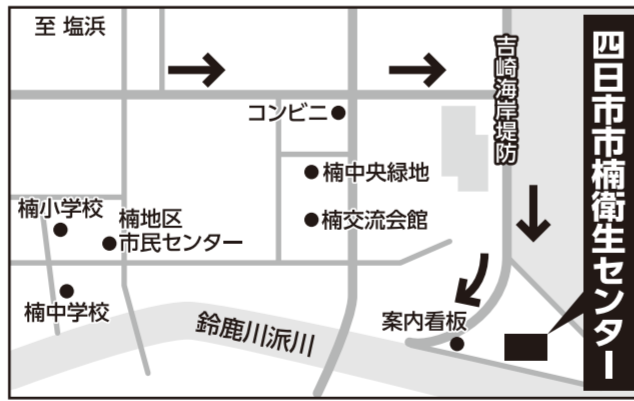 至 塩浜
吉崎海岸堤防
四日市市楠衛生センター
コンビニ
楠中央緑地
楠小学校
楠地区
市民センター
楠交流会館
楠中学校
鈴鹿川派川
案内看板